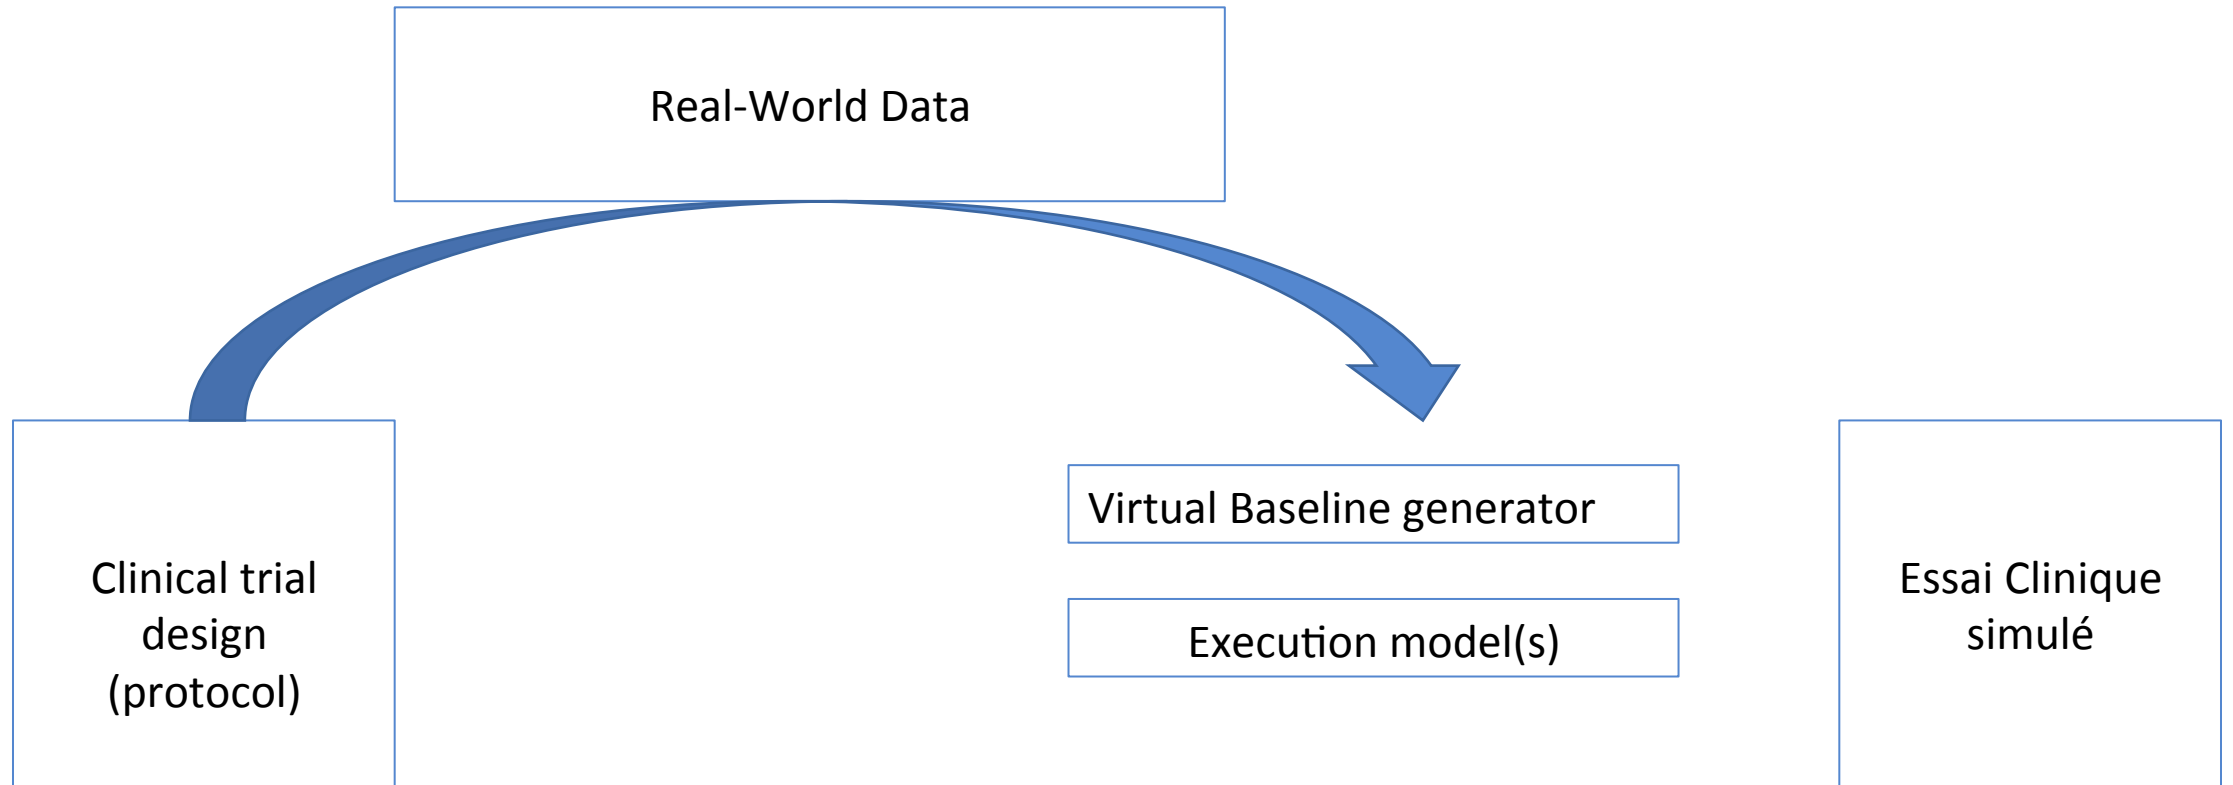 Real-World Data
Clinical trial
design
(protocol)
Virtual Baseline generator
Execution model(s)
Essai Clinique
simulé